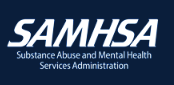 SAMHSA
Substance Abuse and Mental Health
Services Administration